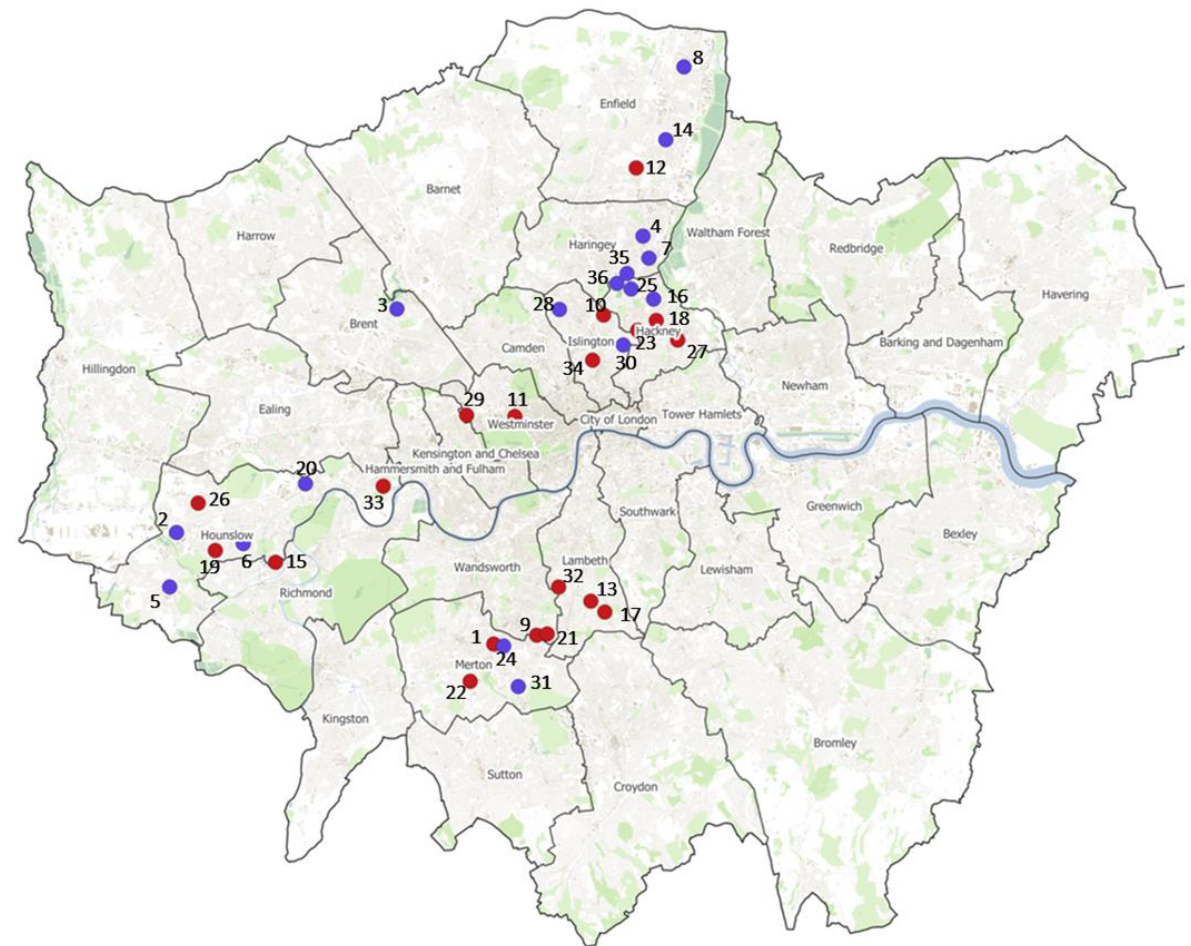 8
Enfield
14
12
Barnet
4
Waltham Forest
Harrow
Haringey
7
Redbridge
35
36
25
Havering
3
28
10
16
Brent
18
Hackney
Islington
23
Barking and Dagenham
Camden
27
34
30
Hillingdon
Newham
29
11
Ealing
Westminster
City of London
Tower Hamlets
Kensington and Chelsea
20
Hammersmith and Fulham
26
33
Southwark
Greenwich
2
Hounslow
Bexley
19
6
15
Lambeth
Wandsworth
Lewisham
5
Richmond
32
13
17
9
1
21
24
Merton
22
31
Kingston
Bromley
Sutton
Croydon